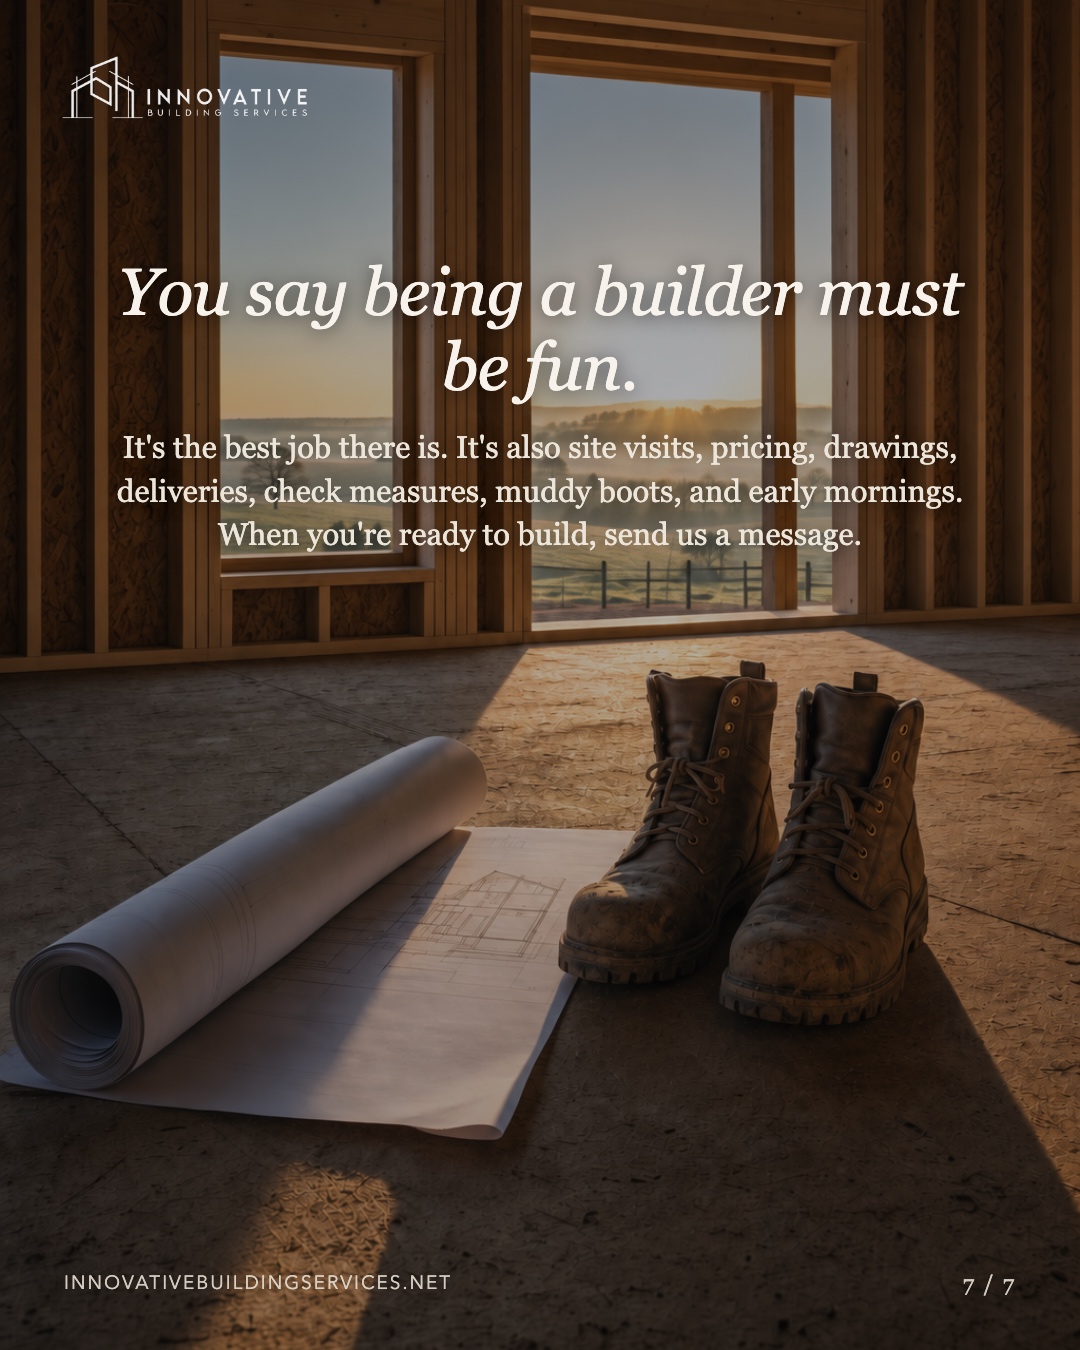 INNOVATIVE
BUILDING SERVICES
You say being a builder must
be fun.
It's the best job there is. It's also site visits, pricing, drawings,
deliveries, check measures, muddy boots, and early mornings.
When you're ready to build, send us a message.
INNOVATIVEBUILDINGSERVICES.NET
7 / 7